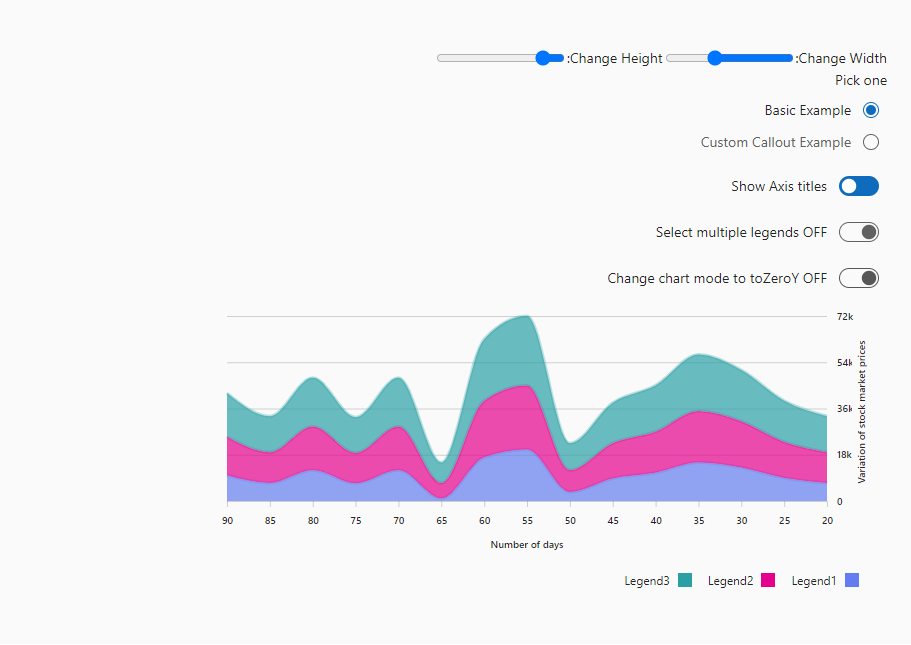 Change Width:
Change Height:
Pick one
Basic Example
Custom Callout Example
Show Axis titles
Select multiple legends OFF
Change chart mode to toZeroY OFF
72k
54k
36k
18k
0
Variation of stock market prices
90 85 80 75 70 65 60 55 50 45 40 35 30 25 20
Number of days
Legend3 Legend2 Legend1